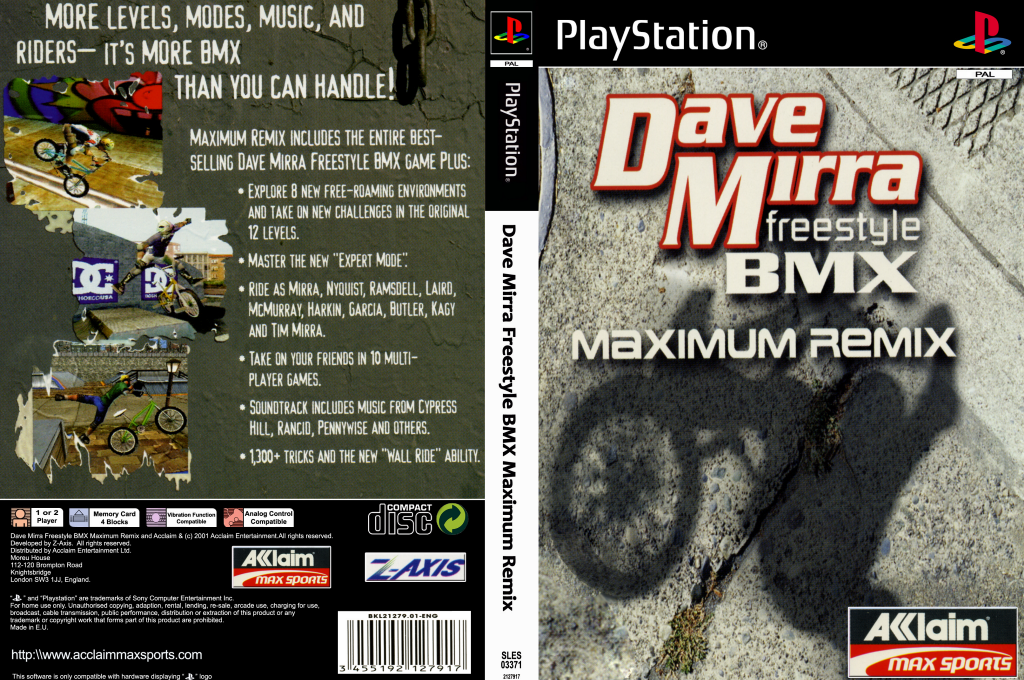 MORE LEVELS, MODES, MUSIC, AND
RIDERS— IT'S MORE BMX
THAN YOU CAN HANDLE!
MAXIMUM REMIX INCLUDES THE ENTIRE BEST-
SELLING DAVE MIRRA FREESTYLE BMX GAME PLUS:
• EXPLORE 8 NEW FREE-ROAMING ENVIRONMENTS
AND TAKE ON NEW CHALLENGES IN THE ORIGINAL
12 LEVELS.
• MASTER THE NEW "EXPERT MODE".
• RIDE AS MIRRA, NYQUIST, RAMSDELL, LAIRD,
MCMURRAY, HARKIN, GARCIA, BUTLER, KAGY
AND TIM MIRRA.
• TAKE ON YOUR FRIENDS IN 10 MULTI-
PLAYER GAMES.
• SOUNDTRACK INCLUDES MUSIC FROM CYPRESS
HILL, RANCID, PENNYWISE AND OTHERS.
• 1,300+ TRICKS AND THE NEW "WALL RIDE" ABILITY.
DC
1 or 2
Player
Memory Card
4 Blocks
Vibration Function
Compatible
Analog Control
Compatible
COMPACT
disc
Dave Mirra Freestyle BMX Maximum Remix and Acclaim & (c) 2001 Acclaim Entertainment.All rights reserved.
Developed by Z-Axis. All rights reserved.
Distributed by Acclaim Entertainment Ltd.
Moreu House
112-120 Brompton Road
Knightsbridge
London SW3 1JJ, England.
AKKlaim
MAX SPORTS
Z-AXIS
" " and "Playstation" are trademarks of Sony Computer Entertainment Inc.
For home use only. Unauthorised copying, adaption, rental, lending, re-sale, arcade use, charging for use,
broadcast, cable transmission, public performance, distribution or extraction of this product or any
trademark or copyright work that forms part of this product are prohibited.
Made in E.U.
http:\\www.acclaimmaxsports.com
This software is only compatible with hardware displaying " " logo
BKL21279.01-ENG
3 455192 127917
PAL
PlayStation®
Dave Mirra Freestyle BMX Maximum Remix
SLES
03371
2127917
PlayStation®
PAL
Dave
Mirra
freestyle
BMX
MAXIMUM REMIX
AKKlaim
MAX SPORTS